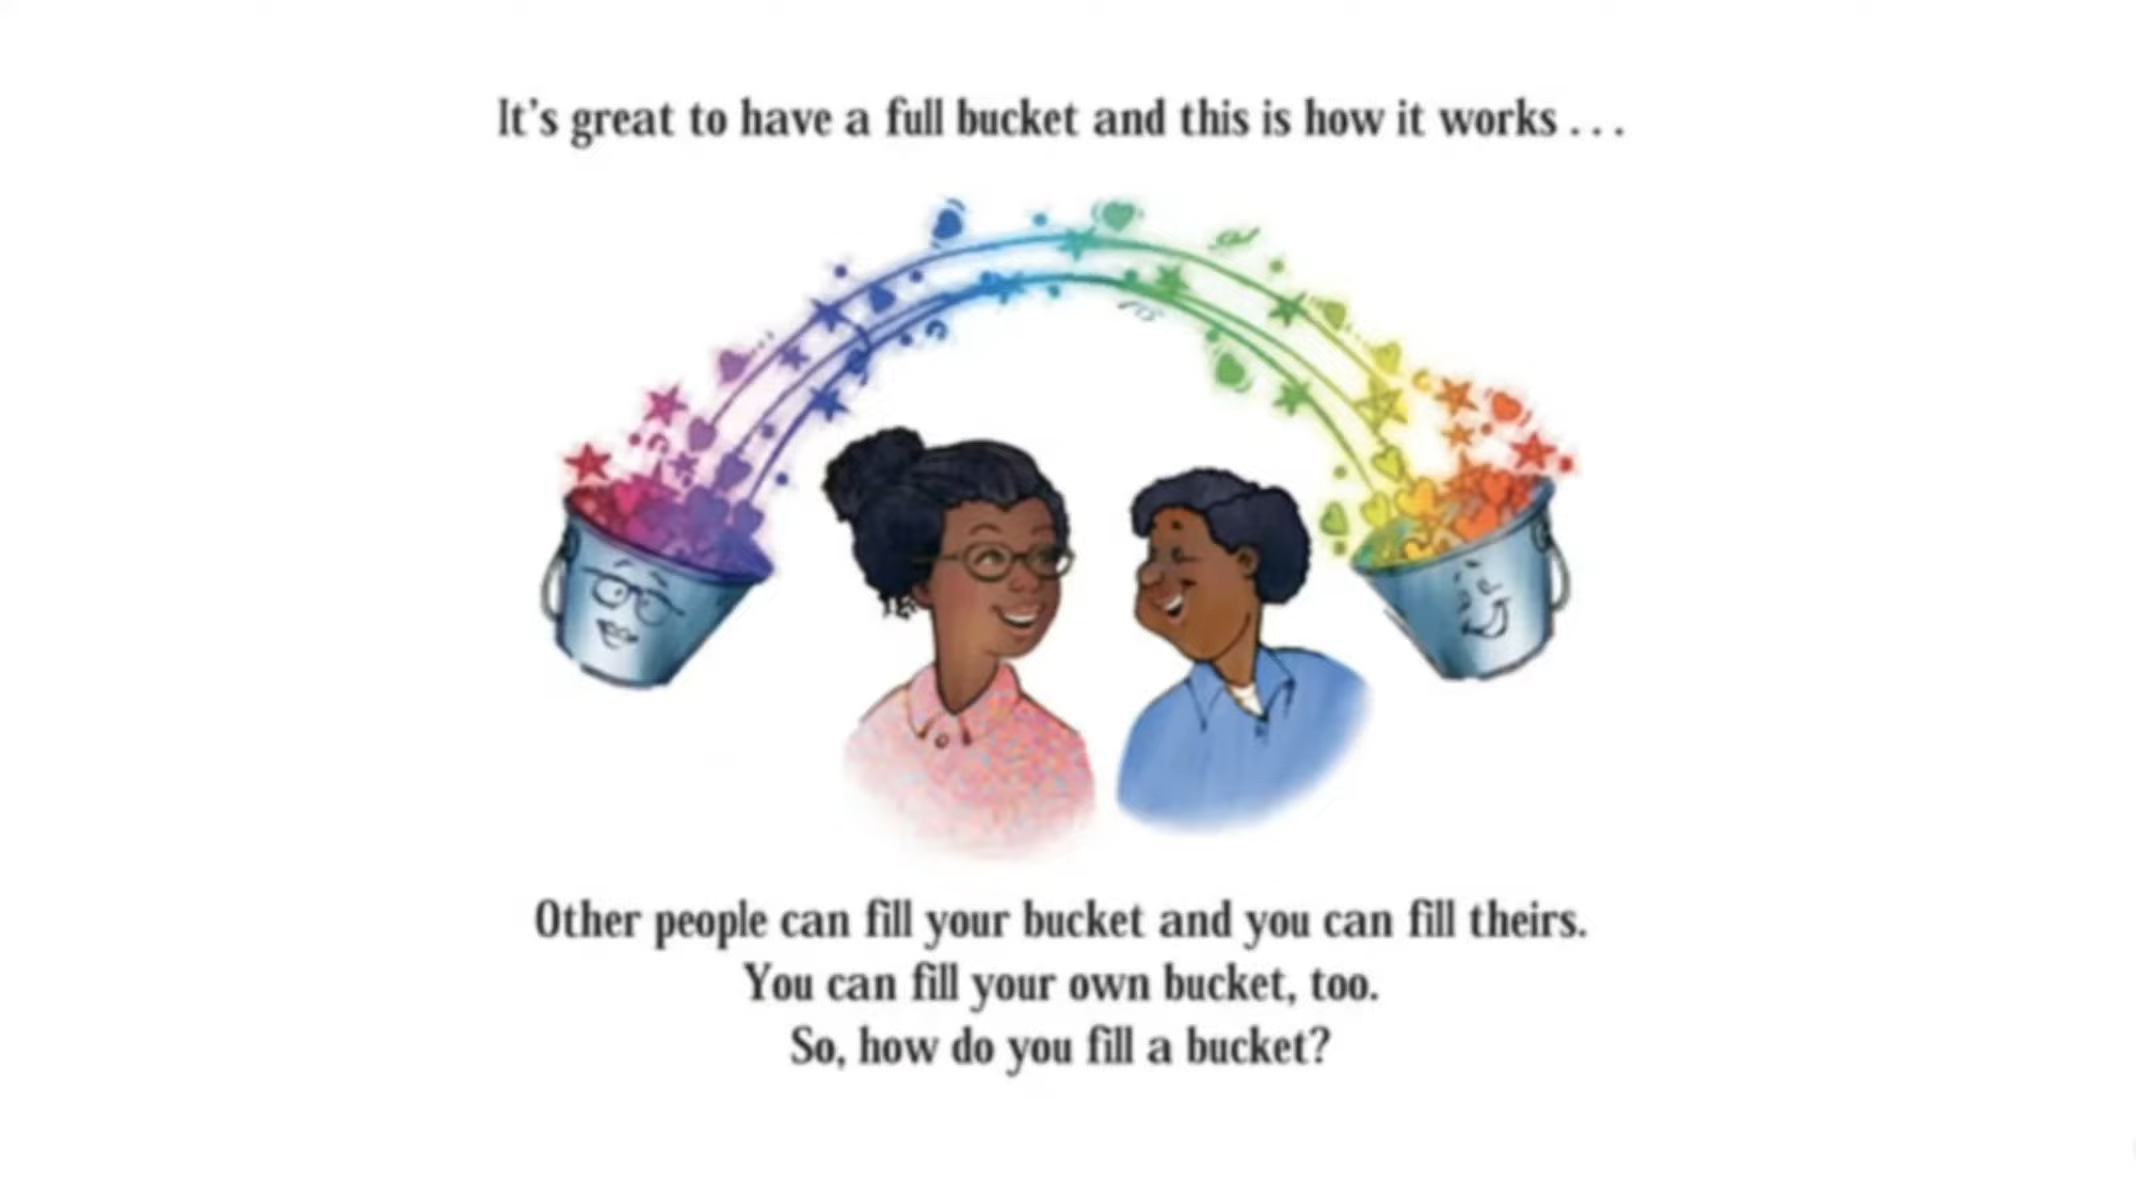 It's great to have a full bucket and this is how it works . . .
Other people can fill your bucket and you can fill theirs.
You can fill your own bucket, too.
So, how do you fill a bucket?